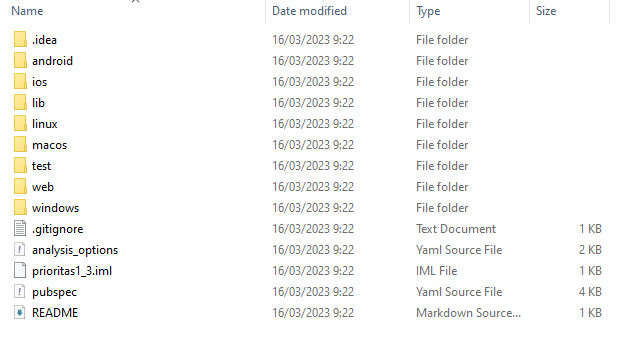 Name Date modified Type Size
.idea 16/03/2023 9:22 File folder
android 16/03/2023 9:22 File folder
ios 16/03/2023 9:22 File folder
lib 16/03/2023 9:22 File folder
linux 16/03/2023 9:22 File folder
macos 16/03/2023 9:22 File folder
test 16/03/2023 9:22 File folder
web 16/03/2023 9:22 File folder
windows 16/03/2023 9:22 File folder
.gitignore 16/03/2023 9:22 Text Document 1 KB
analysis_options 16/03/2023 9:22 Yaml Source File 2 KB
prioritas1_3.iml 16/03/2023 9:22 IML File 1 KB
pubspec 16/03/2023 9:22 Yaml Source File 4 KB
README 16/03/2023 9:22 Markdown Source... 1 KB